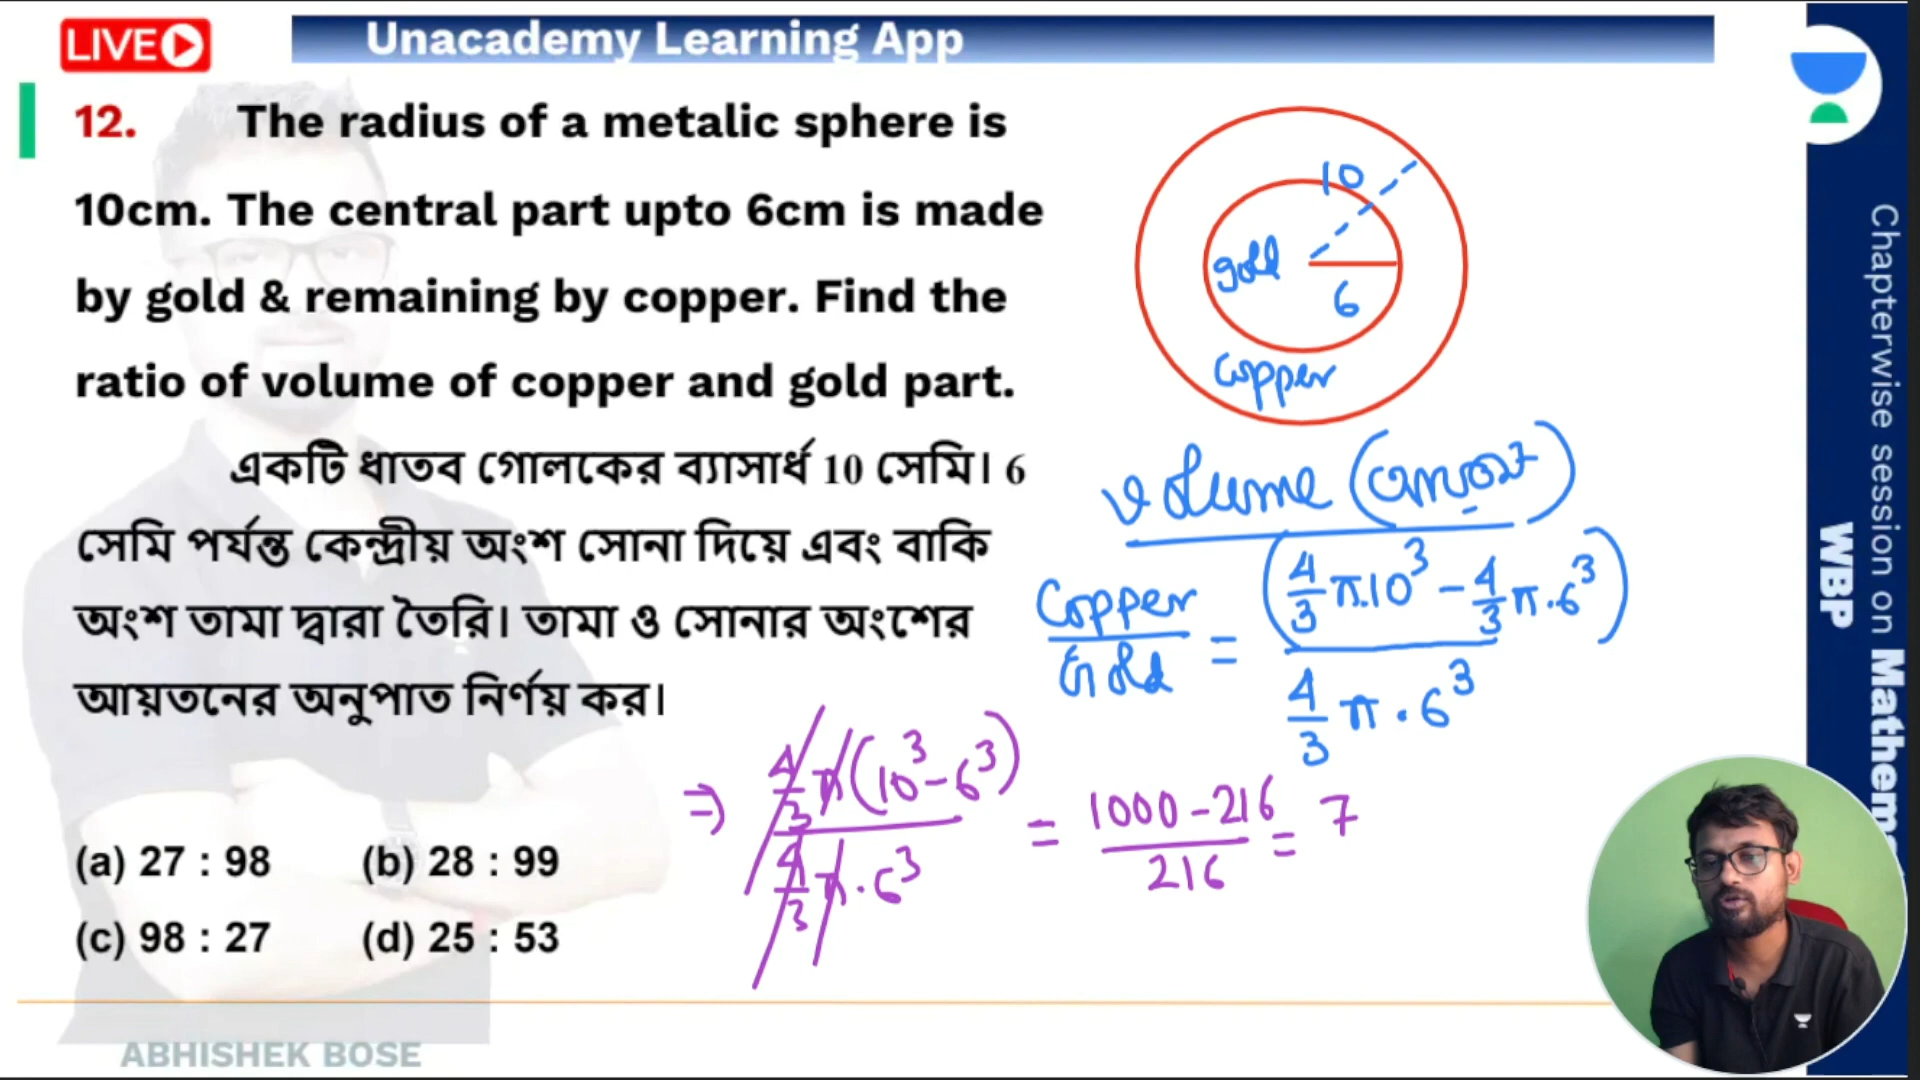 LIVE
Unacademy Learning App
12. The radius of a metalic sphere is
10cm. The central part upto 6cm is made
by gold & remaining by copper. Find the
ratio of volume of copper and gold part.
একটি ধাতব গোলকের ব্যাসার্ধ 10 সেমি। 6
সেমি পর্যন্ত কেন্দ্রীয় অংশ সোনা দিয়ে এবং বাকি
অংশ তামা দ্বারা তৈরি। তামা ও সোনার অংশের
আয়তনের অনুপাত নির্ণয় কর।
(a) 27 : 98 (b) 28 : 99
(c) 98 : 27 (d) 25 : 53
ABHISHEK BOSE
10
gold
6
copper
volume
Copper/Gold = (4/3 π.10³ - 4/3 π.6³) / 4/3 π.6³
⇒ 4/3 π(10³-6³) / 4/3 π.6³ = 1000-216 / 216 = 7
Chapterwise session on Mathem
WBP